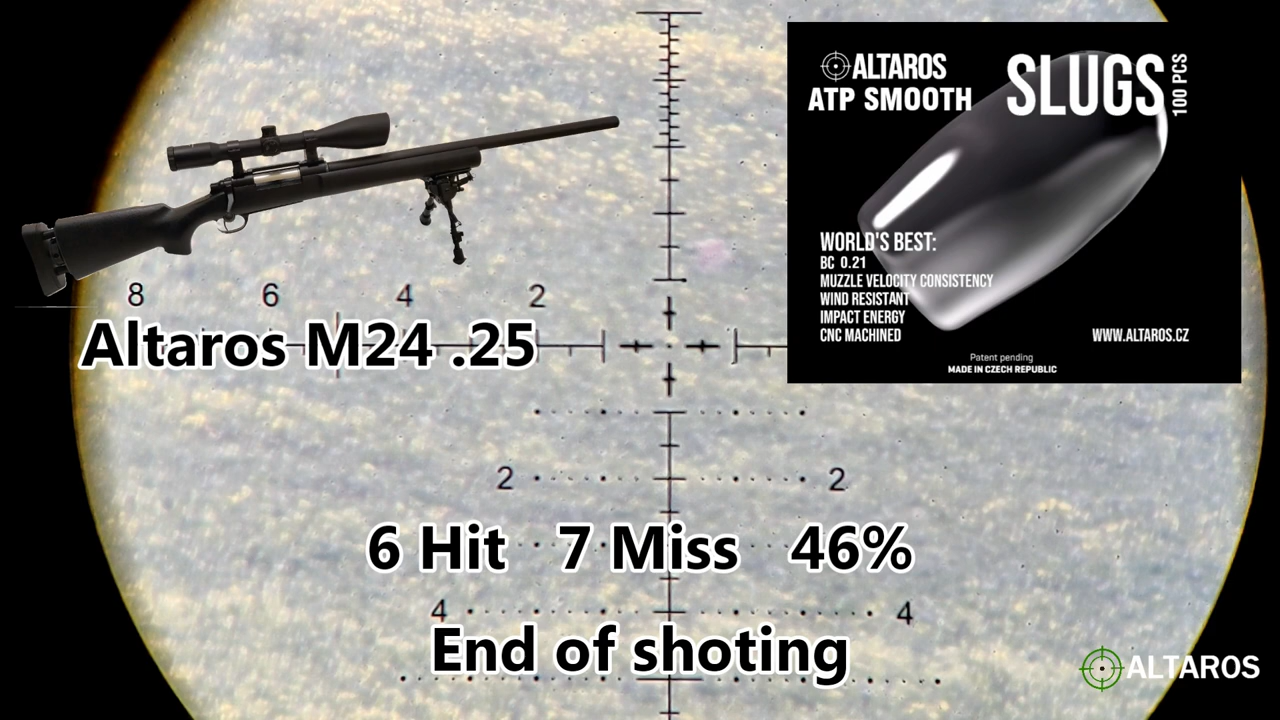 ALTAROS
ATP SMOOTH
SLUGS
100 PCS
WORLD'S BEST:
BC 0.21
MUZZLE VELOCITY CONSISTENCY
WIND RESISTANT
IMPACT ENERGY
CNC MACHINED
WWW.ALTAROS.CZ
Patent pending
MADE IN CZECH REPUBLIC
8 6 4 2
Altaros M24 .25
2 2
6 Hit 7 Miss 46%
4 4
End of shoting
ALTAROS